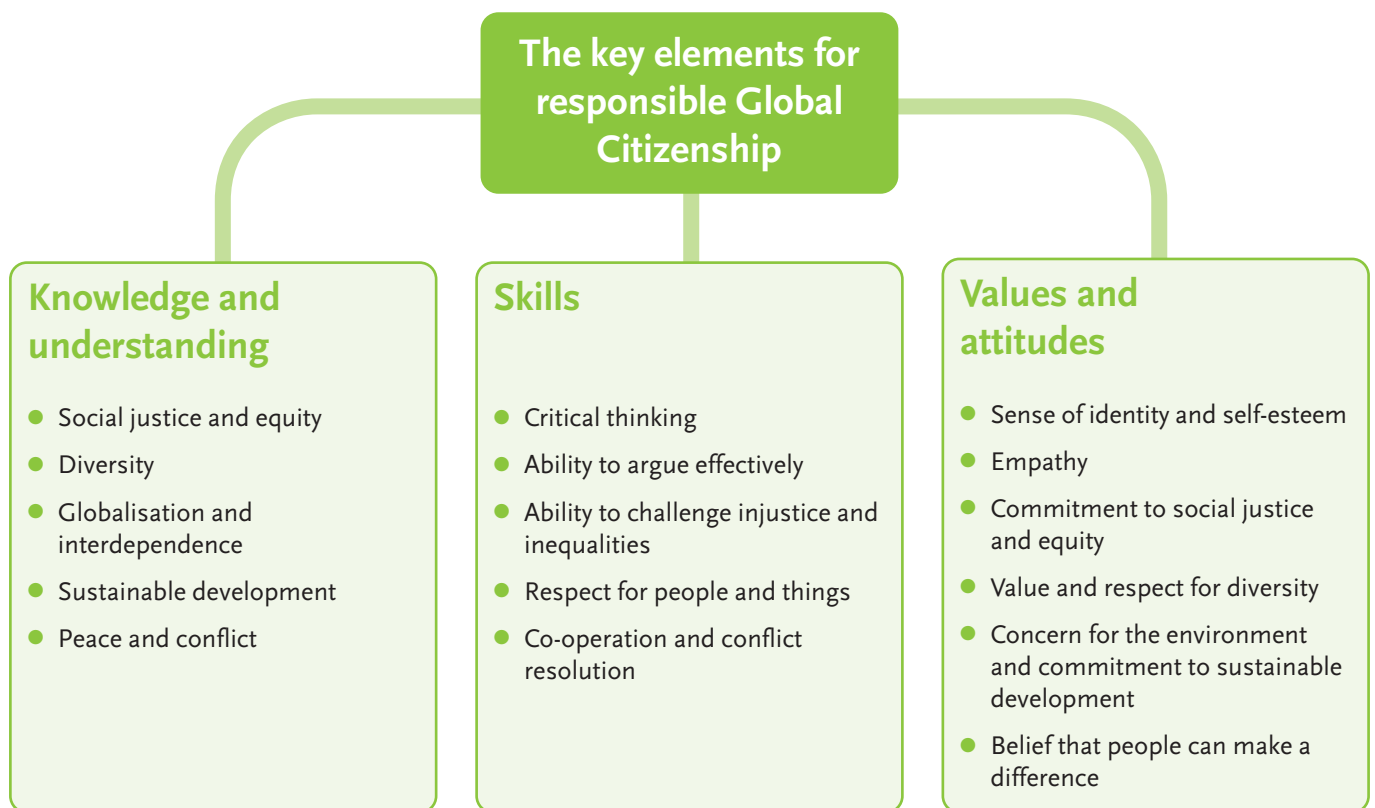 The key elements for
responsible Global
Citizenship
Knowledge and
understanding
● Social justice and equity
● Diversity
● Globalisation and
interdependence
● Sustainable development
● Peace and conflict
Skills
● Critical thinking
● Ability to argue effectively
● Ability to challenge injustice and
inequalities
● Respect for people and things
● Co-operation and conflict
resolution
Values and
attitudes
● Sense of identity and self-esteem
● Empathy
● Commitment to social justice
and equity
● Value and respect for diversity
● Concern for the environment
and commitment to sustainable
development
● Belief that people can make a
difference